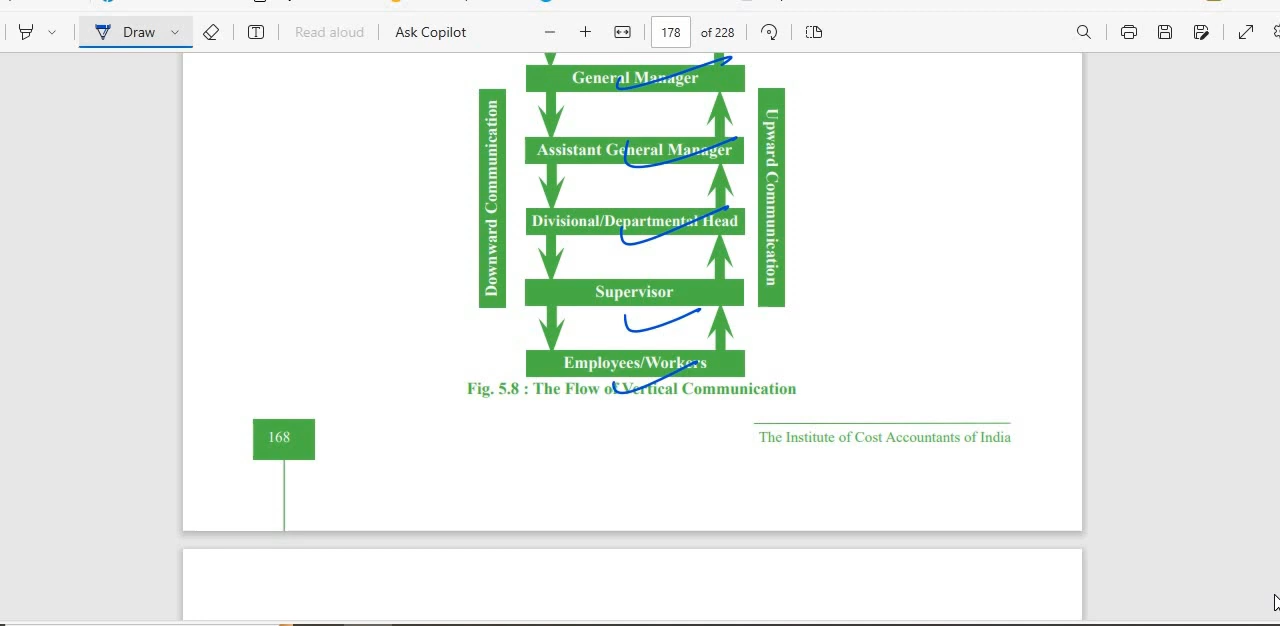 Draw
Read aloud
Ask Copilot
178 of 228
General Manager
Downward Communication
Upward Communication
Assistant General Manager
Divisional/Departmental Head
Supervisor
Employees/Workers
Fig. 5.8 : The Flow of Vertical Communication
168
The Institute of Cost Accountants of India